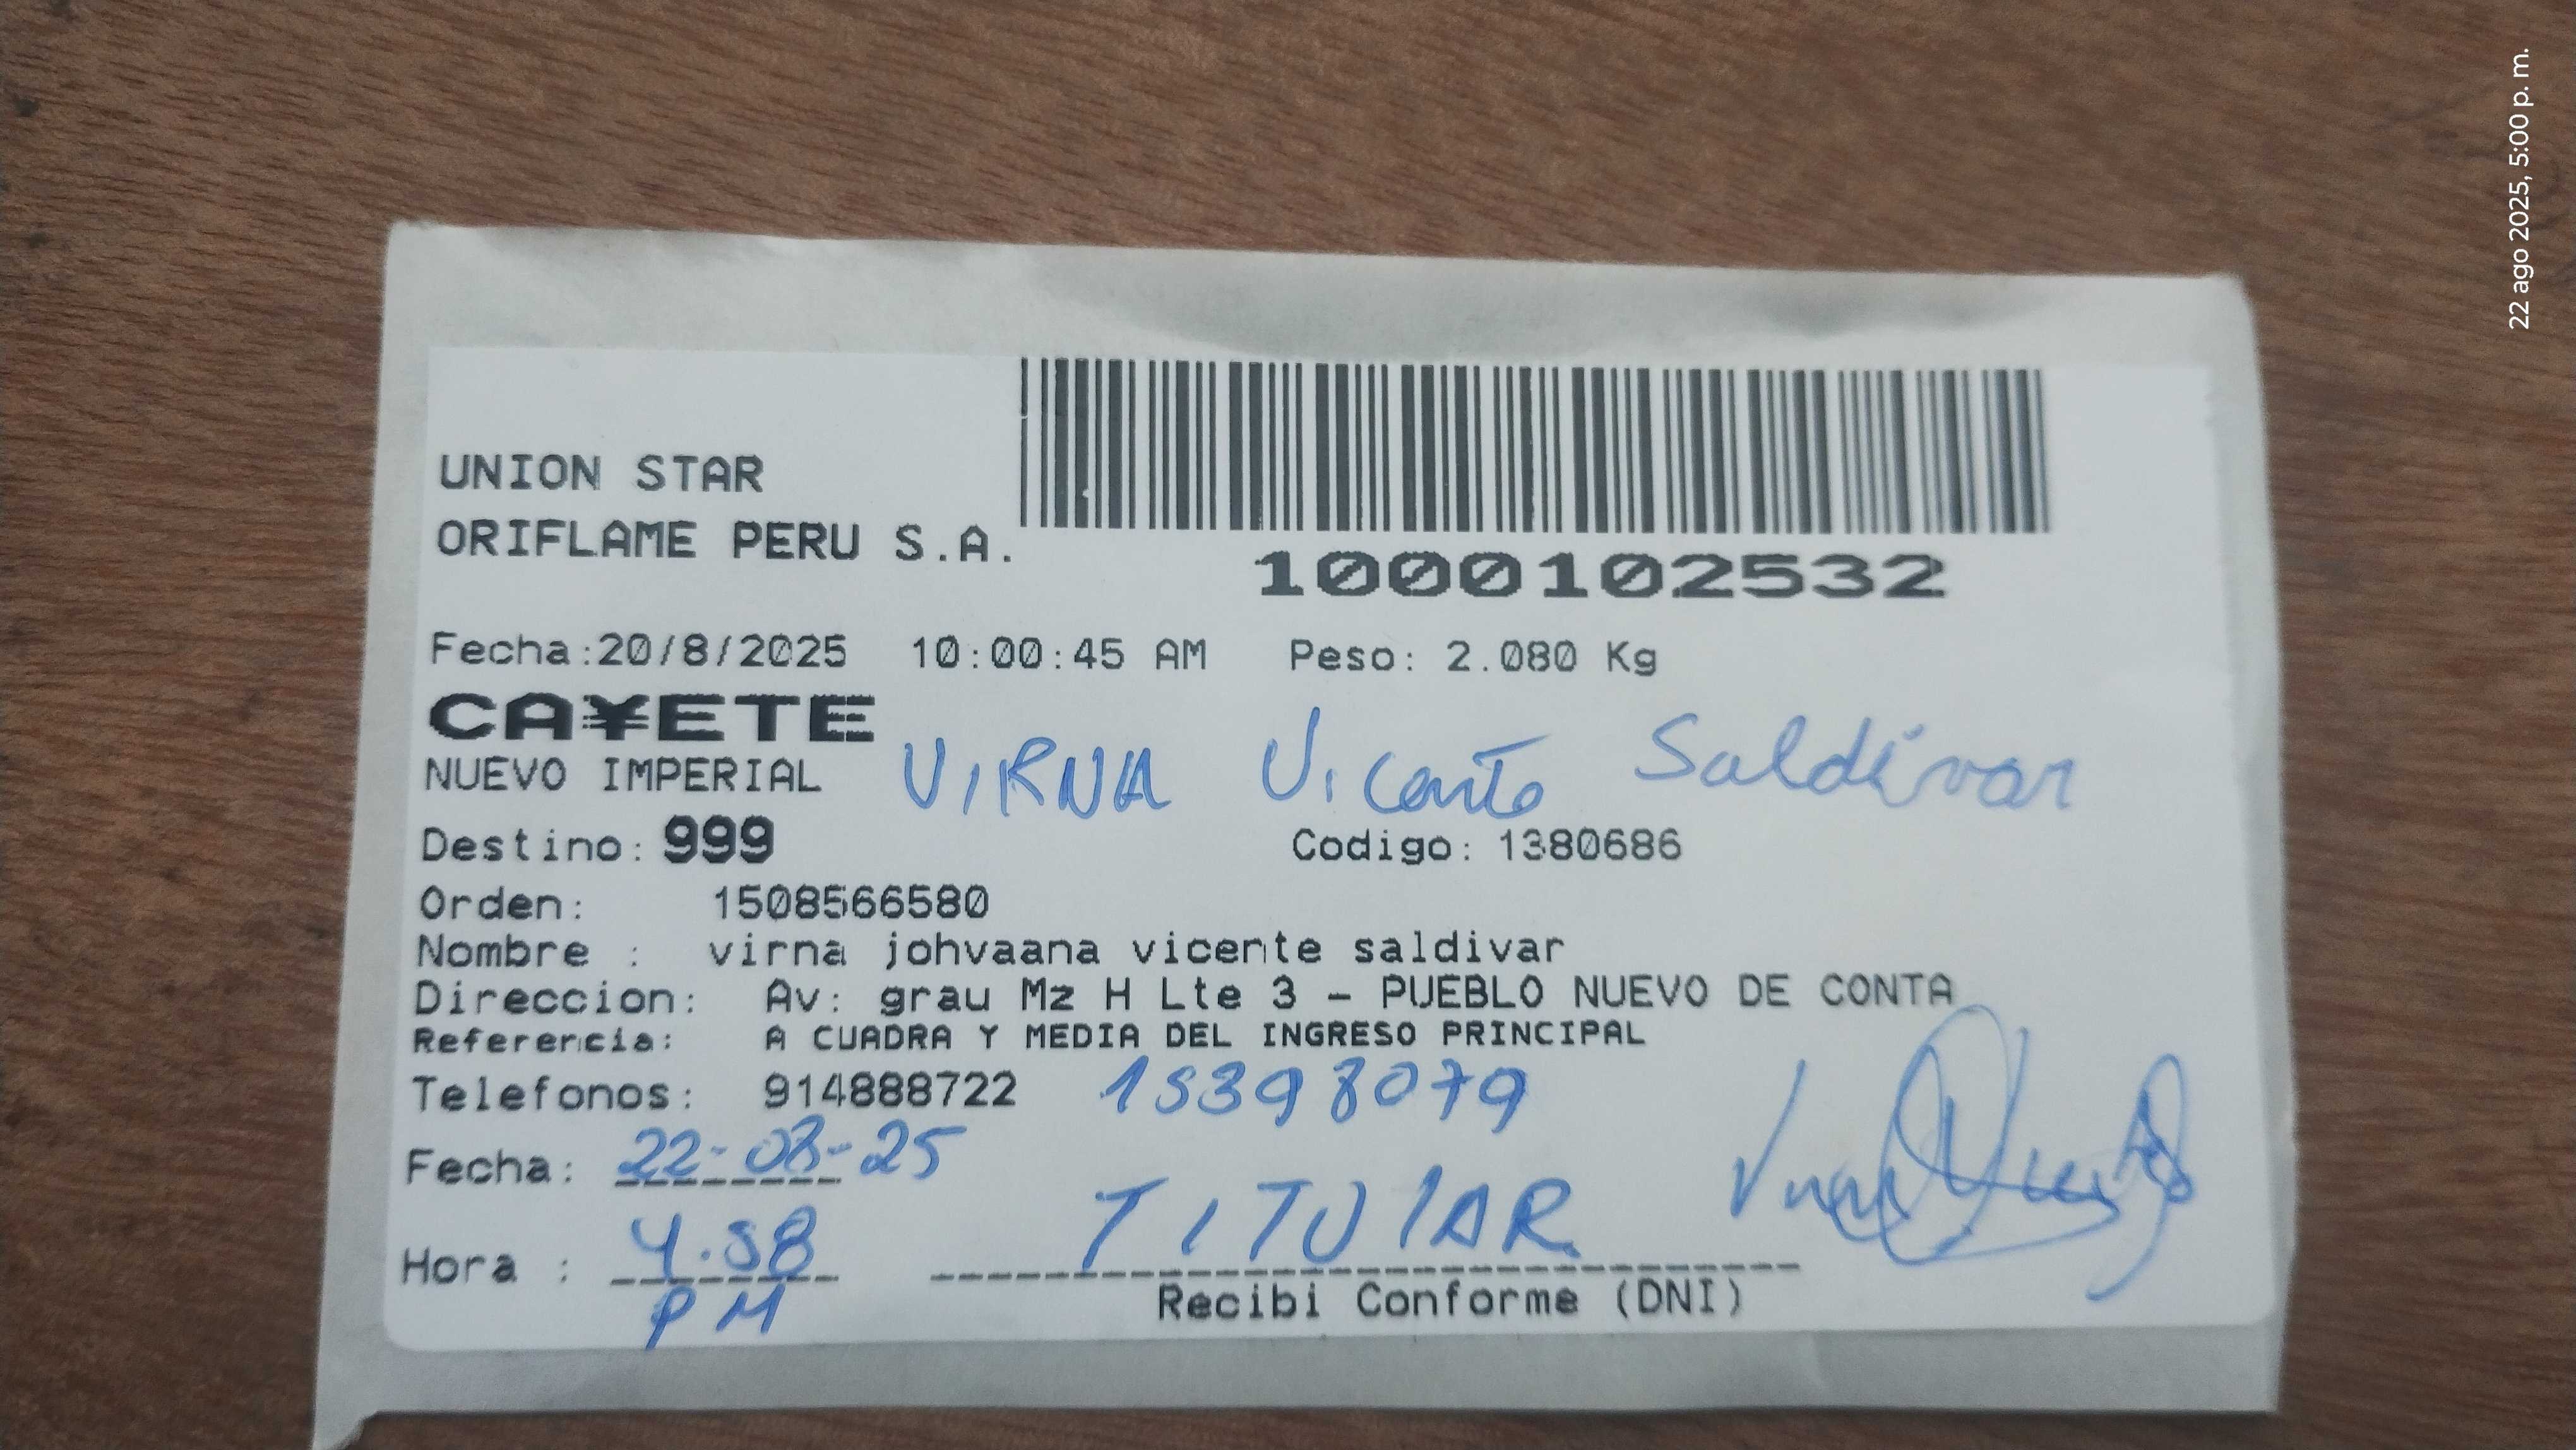 UNION STAR
ORIFLAME PERU S.A.
1000102532
Fecha:20/8/2025 10:00:45 AM Peso: 2.080 Kg
CA¥ETE
NUEVO IMPERIAL VIRNA Vicente Saldívar
Destino: 999 Codigo: 1380686
Orden: 1508566580
Nombre : virna johvaana vicente saldivar
Direccion: Av: grau Mz H Lte 3 - PUEBLO NUEVO DE CONTA
Referencia: A CUADRA Y MEDIA DEL INGRESO PRINCIPAL
Telefonos: 914888722 15398079
Fecha: 22-08-25
Hora : 4.58 TITUlAR
PM Recibi Conforme (DNI)
22 ago 2025, 5:00 p. m.